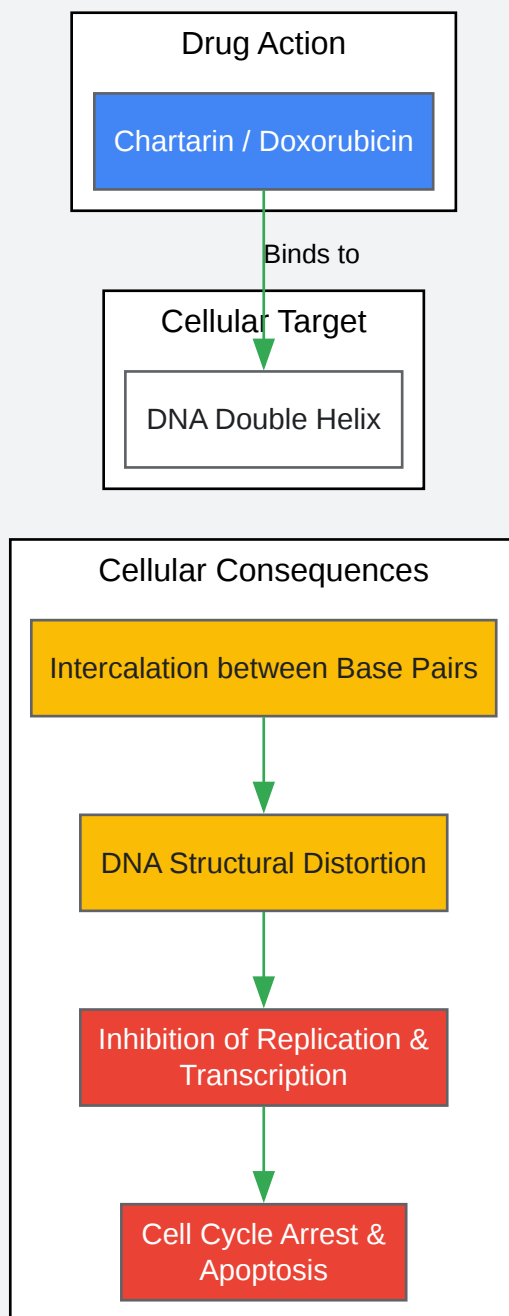 Drug Action
Chartarin / Doxorubicin
Binds to
Cellular Target
DNA Double Helix
Cellular Consequences
Intercalation between Base Pairs
DNA Structural Distortion
Inhibition of Replication &
Transcription
Cell Cycle Arrest &
Apoptosis